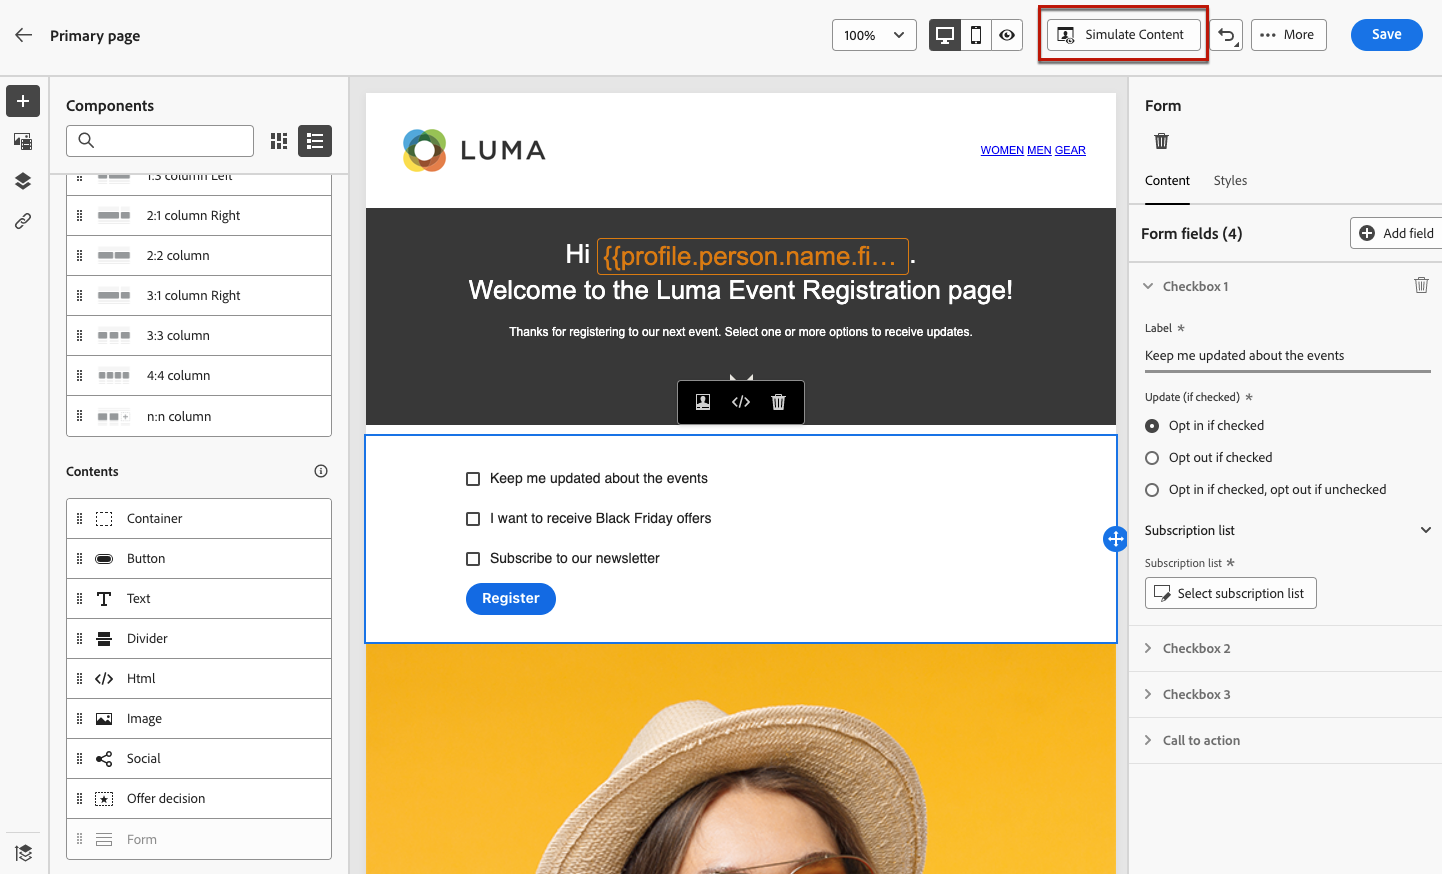 Primary page
100%
Simulate Content
More
Save
Components
1:3 column Left
2:1 column Right
2:2 column
3:1 column Right
3:3 column
4:4 column
n:n column
Contents
Container
Button
Text
Divider
Html
Image
Social
Offer decision
Form
LUMA
WOMEN MEN GEAR
Hi {{profile.person.name.fi… .
Welcome to the Luma Event Registration page!
Thanks for registering to our next event. Select one or more options to receive updates.
Keep me updated about the events
I want to receive Black Friday offers
Subscribe to our newsletter
Register
Form
Content Styles
Form fields (4)
Add field
Checkbox 1
Label *
Keep me updated about the events
Update (if checked) *
Opt in if checked
Opt out if checked
Opt in if checked, opt out if unchecked
Subscription list
Subscription list *
Select subscription list
Checkbox 2
Checkbox 3
Call to action